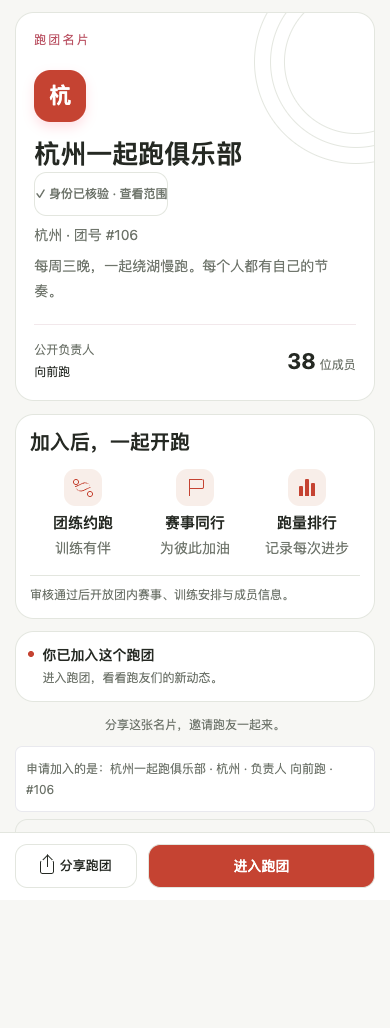 跑团名片
杭
杭州一起跑俱乐部
✓ 身份已核验 · 查看范围
杭州 · 团号 #106
每周三晚，一起绕湖慢跑。每个人都有自己的节
奏。
公开负责人
向前跑
38 位成员
加入后，一起开跑
团练约跑
训练有伴
赛事同行
为彼此加油
跑量排行
记录每次进步
审核通过后开放团内赛事、训练安排与成员信息。
你已加入这个跑团
进入跑团，看看跑友们的新动态。
分享这张名片，邀请跑友一起来。
申请加入的是：杭州一起跑俱乐部 · 杭州 · 负责人 向前跑 ·
#106
分享跑团
进入跑团